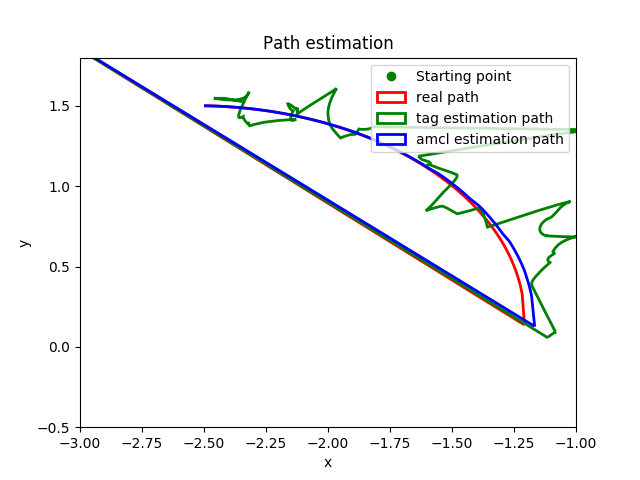 Path estimation
Starting point
real path
tag estimation path
amcl estimation path
y
1.5
1.0
0.5
0.0
−0.5
−3.00 −2.75 −2.50 −2.25 −2.00 −1.75 −1.50 −1.25 −1.00
x